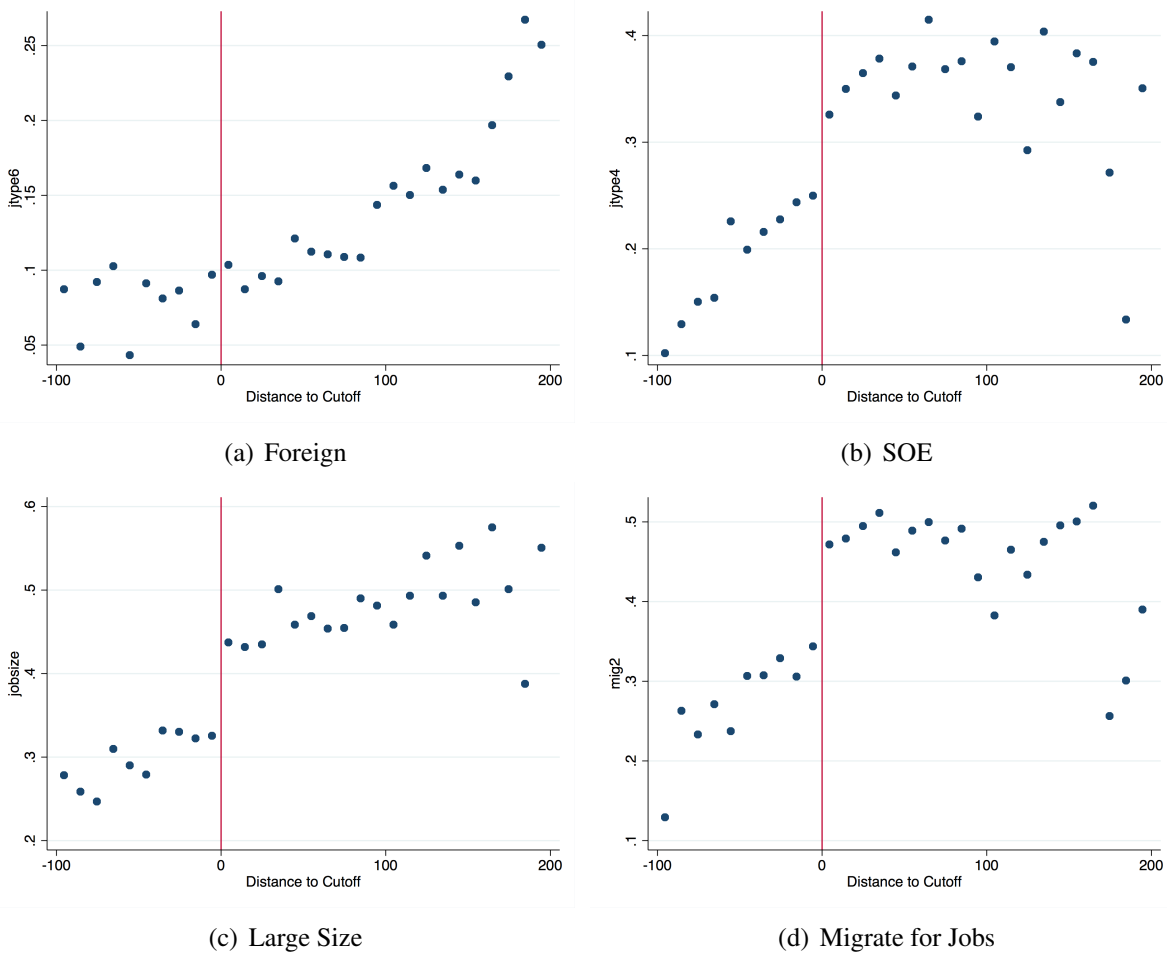 jtype6
.25
.2
.15
.1
.05
-100 0 100 200
Distance to Cutoff
(a) Foreign
jtype4
.4
.3
.2
.1
-100 0 100 200
Distance to Cutoff
(b) SOE
jobsize
.6
.5
.4
.3
.2
-100 0 100 200
Distance to Cutoff
(c) Large Size
mig2
.5
.4
.3
.2
.1
-100 0 100 200
Distance to Cutoff
(d) Migrate for Jobs